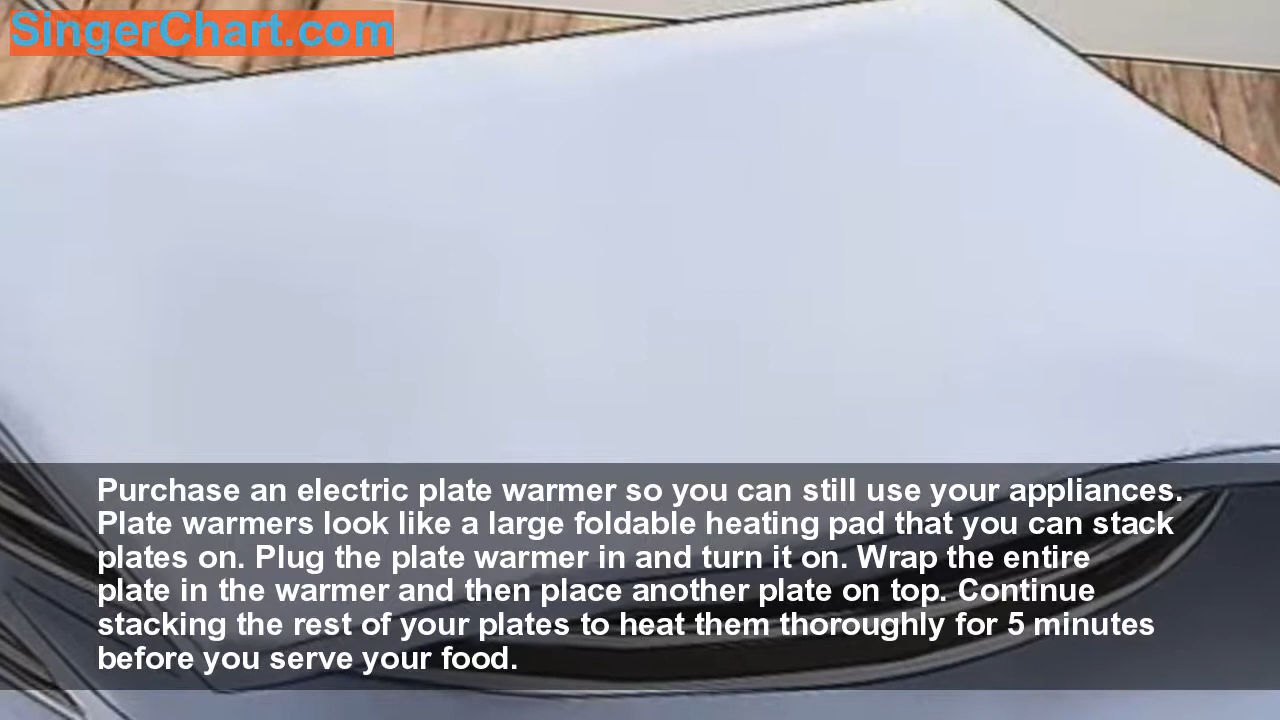 SingerChart.com
Purchase an electric plate warmer so you can still use your appliances.
Plate warmers look like a large foldable heating pad that you can stack
plates on. Plug the plate warmer in and turn it on. Wrap the entire
plate in the warmer and then place another plate on top. Continue
stacking the rest of your plates to heat them thoroughly for 5 minutes
before you serve your food.